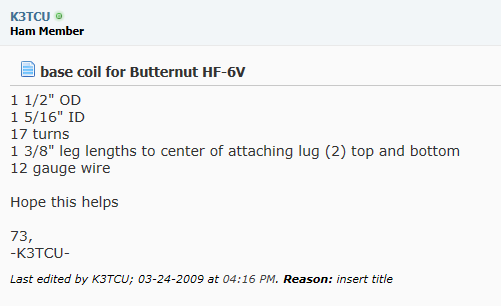 K3TCU
Ham Member
base coil for Butternut HF-6V
1 1/2" OD
1 5/16" ID
17 turns
1 3/8" leg lengths to center of attaching lug (2) top and bottom
12 gauge wire
Hope this helps
73,
-K3TCU-
Last edited by K3TCU; 03-24-2009 at 04:16 PM. Reason: insert title